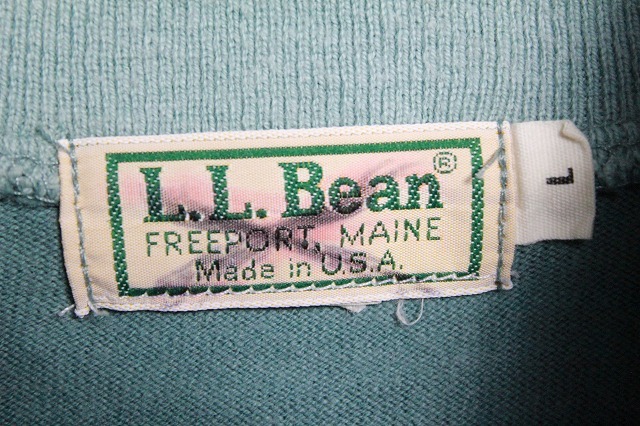 L.L. Bean®
FREEPORT, MAINE
Made in U.S.A.
L